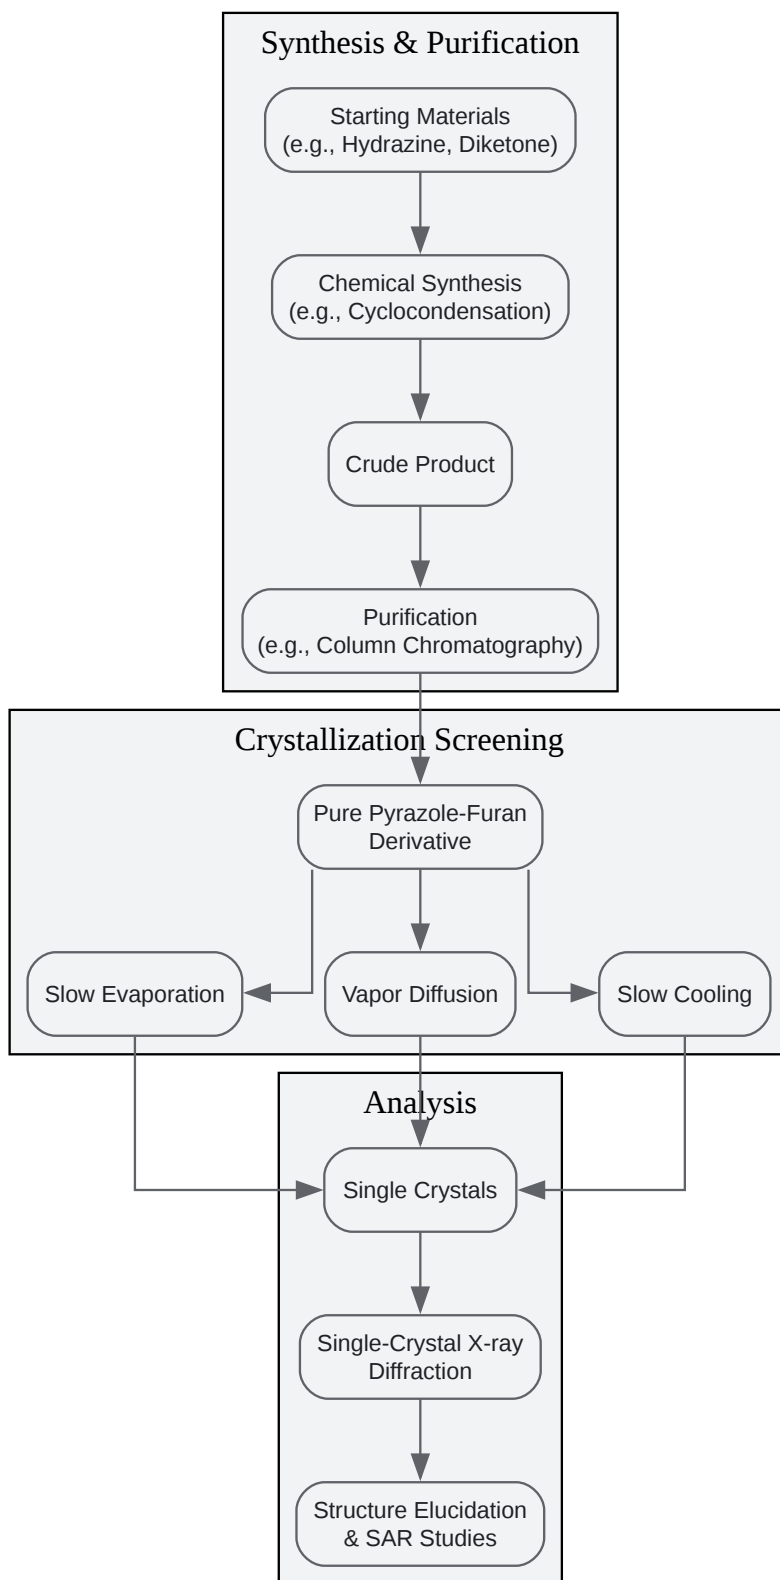 Synthesis & Purification
Starting Materials
(e.g., Hydrazine, Diketone)
Chemical Synthesis
(e.g., Cyclocondensation)
Crude Product
Purification
(e.g., Column Chromatography)
Crystallization Screening
Pure Pyrazole-Furan
Derivative
Slow Evaporation
Vapor Diffusion
Slow Cooling
Analysis
Single Crystals
Single-Crystal X-ray
Diffraction
Structure Elucidation
& SAR Studies